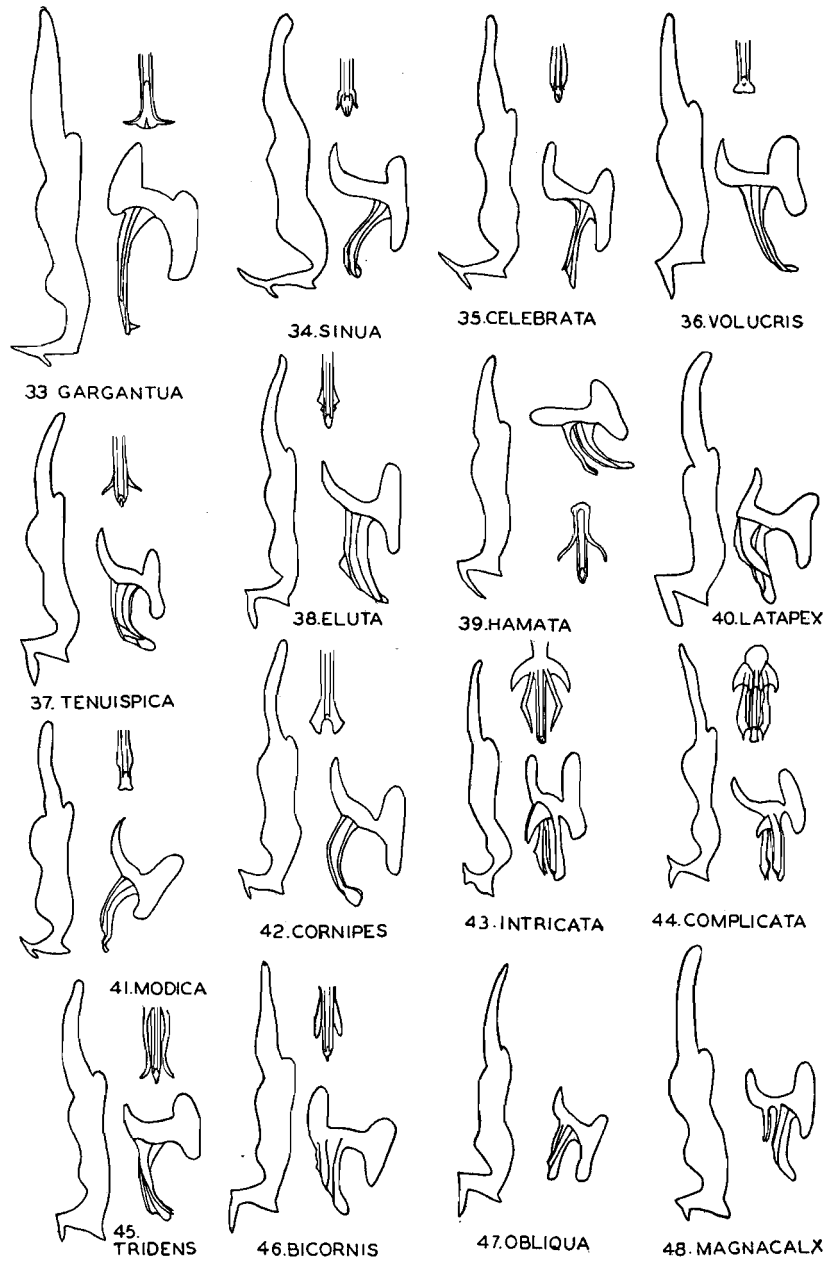 33 GARGANTUA
34.SINUA
35.CELEBRATA
36.VOLUCRIS
37. TENUISPICA
38.ELUTA
39.HAMATA
40.LATAPEX
41.MODICA
42.CORNIPES
43.INTRICATA
44.COMPLICATA
45.
TRIDENS
46.BICORNIS
47.OBLIQUA
48.MAGNACALX